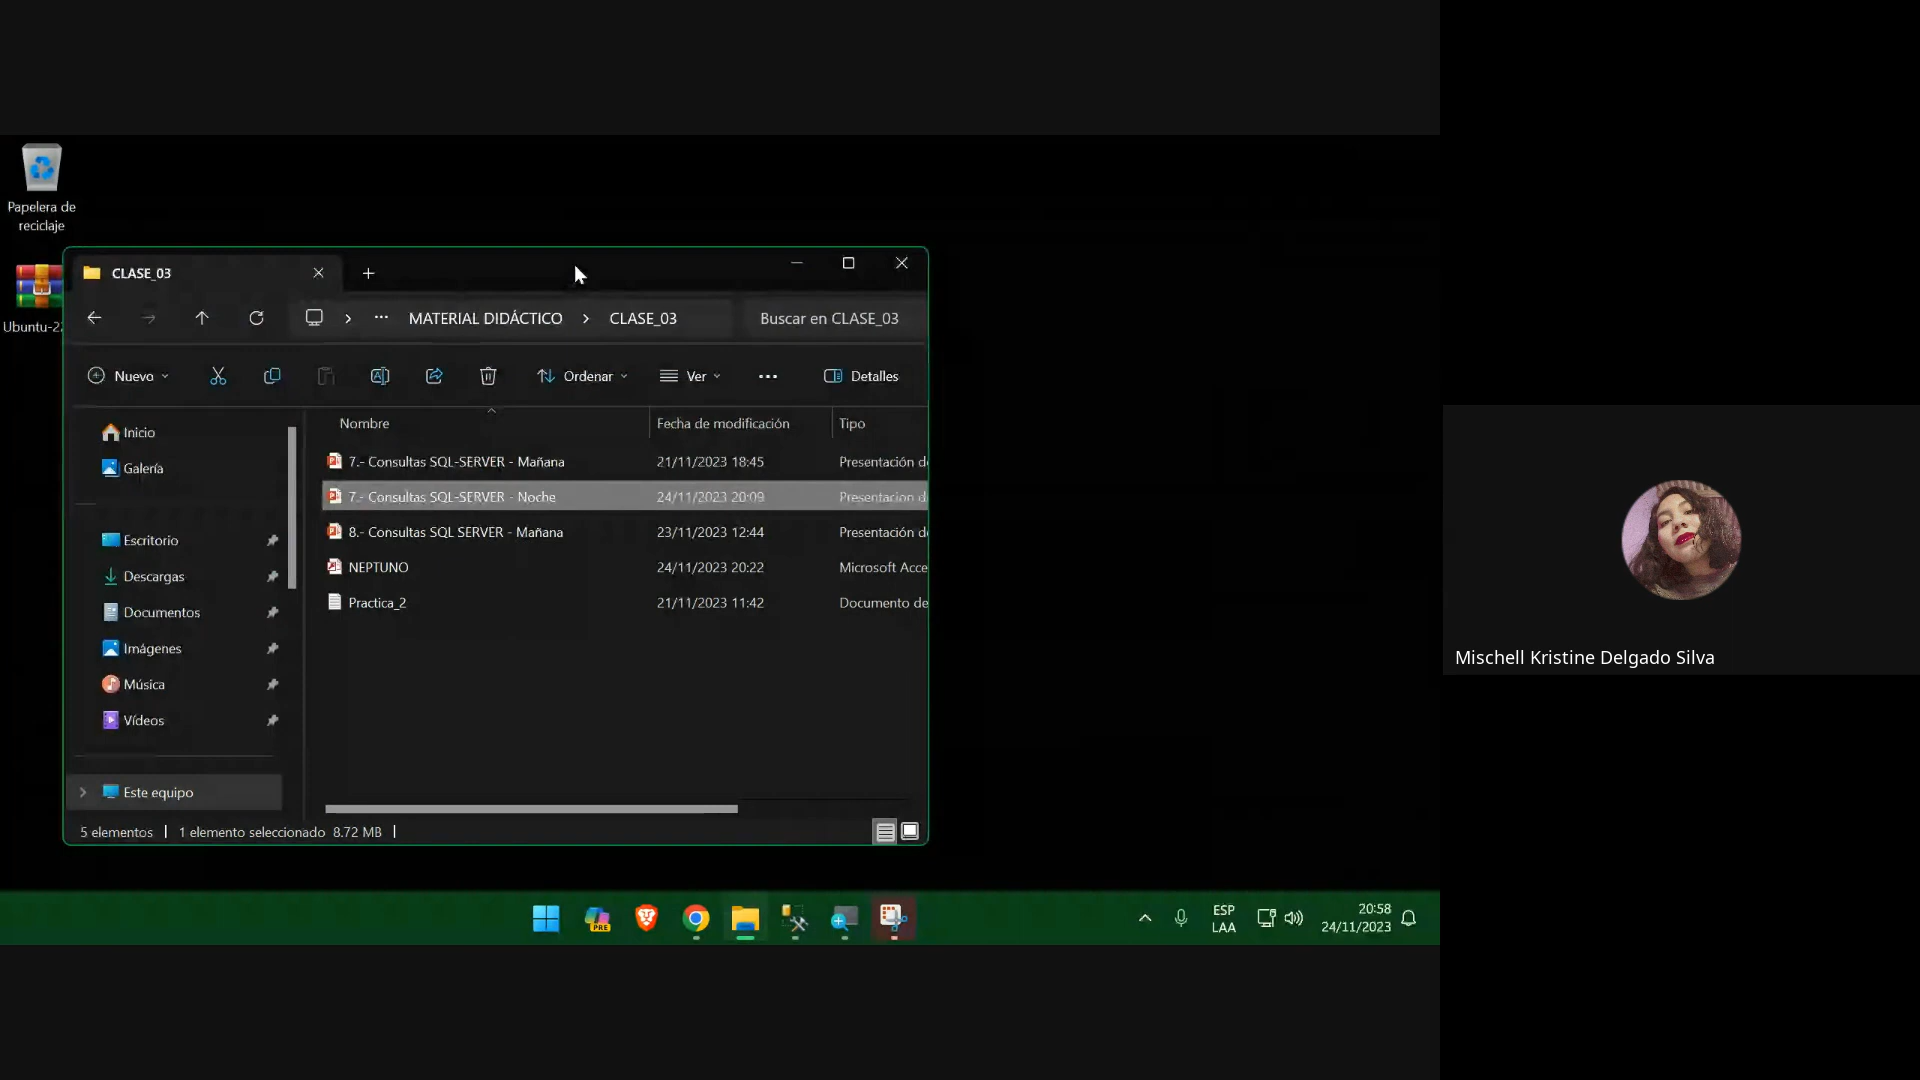 Papelera de
reciclaje
Ubuntu-22
CLASE_03
MATERIAL DIDÁCTICO
CLASE_03
Buscar en CLASE_03
Nuevo
Ordenar
Ver
Detalles
Inicio
Galería
Escritorio
Descargas
Documentos
Imágenes
Música
Vídeos
Este equipo
Nombre
Fecha de modificación
Tipo
7.- Consultas SQL-SERVER - Mañana
21/11/2023 18:45
Presentación de
7.- Consultas SQL-SERVER - Noche
24/11/2023 20:09
Presentación d
8.- Consultas SQL SERVER - Mañana
23/11/2023 12:44
Presentación de
NEPTUNO
24/11/2023 20:22
Microsoft Acce
Practica_2
21/11/2023 11:42
Documento de
5 elementos
1 elemento seleccionado 8.72 MB
Mischell Kristine Delgado Silva
PRE
ESP
LAA
20:58
24/11/2023